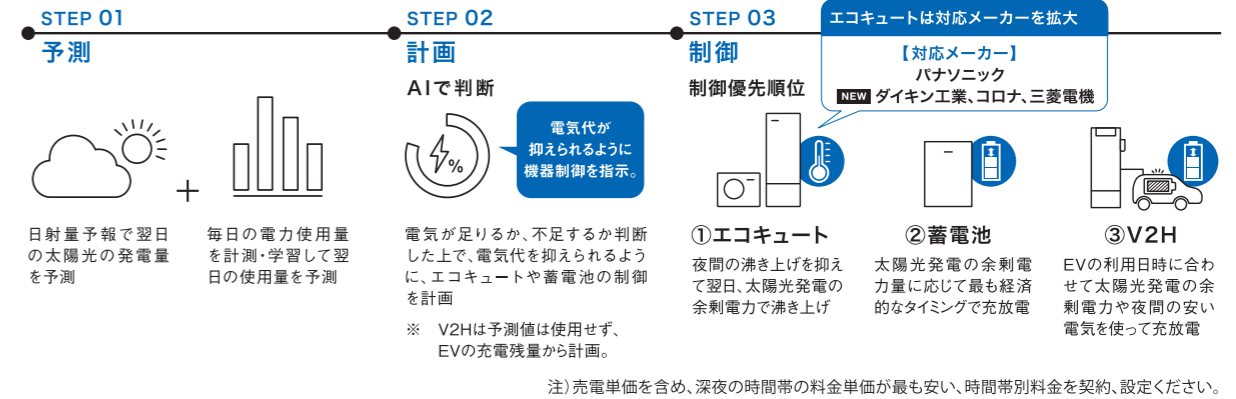 STEP 01
予測
日射量予報で翌日
の太陽光の発電量
を予測
+
毎日の電力使用量
を計測・学習して翌
日の使用量を予測
STEP 02
計画
AIで判断
%
電気代が
抑えられるように
機器制御を指示。
電気が足りるか、不足するか判断
した上で、電気代を抑えられるよう
に、エコキュートや蓄電池の制御
を計画
※ V2Hは予測値は使用せず、
EVの充電残量から計画。
STEP 03
制御
制御優先順位
エコキュートは対応メーカーを拡大
【対応メーカー】
パナソニック
NEW ダイキン工業、コロナ、三菱電機
①エコキュート
夜間の沸き上げを抑え
て翌日、太陽光発電の
余剰電力で沸き上げ
②蓄電池
太陽光発電の余剰電
力量に応じて最も経済
的なタイミングで充放電
③V2H
EVの利用日時に合わ
せて太陽光発電の余
剰電力や夜間の安い
電気を使って充放電
注）売電単価を含め、深夜の時間帯の料金単価が最も安い、時間帯別料金を契約、設定ください。